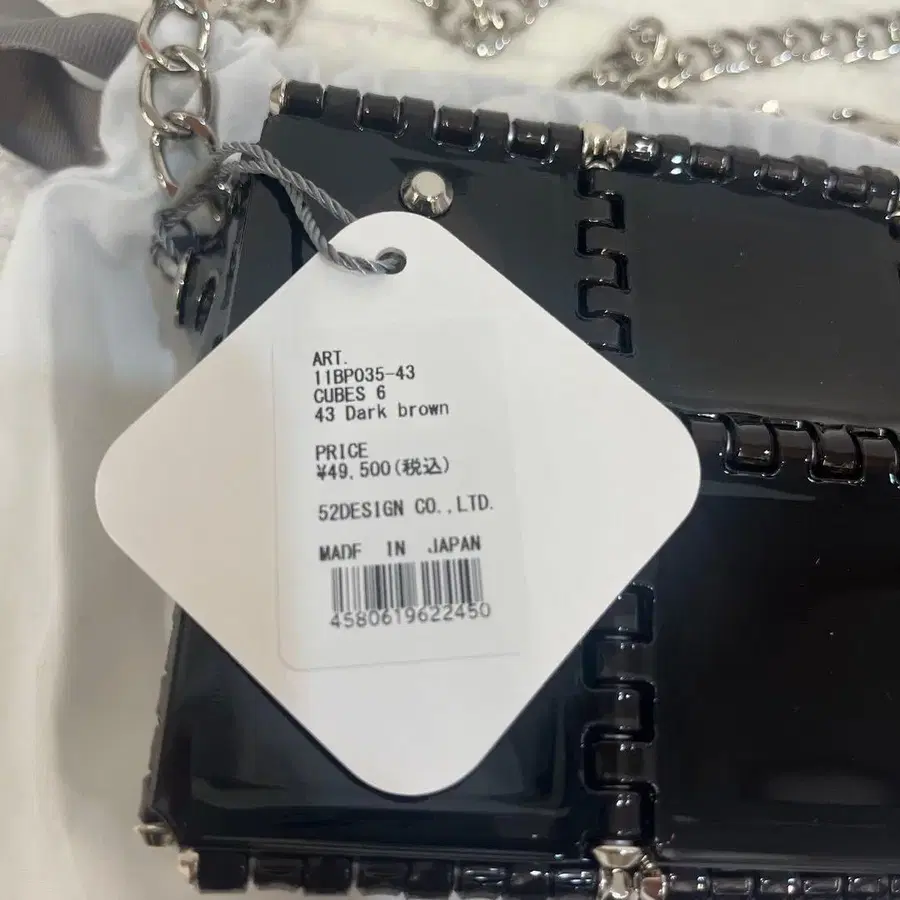 ART.
11BP035-43
CUBES 6
43 Dark brown
PRICE
¥49,500(税込)
52DESIGN CO.,LTD.
MADE IN JAPAN
4580619622450